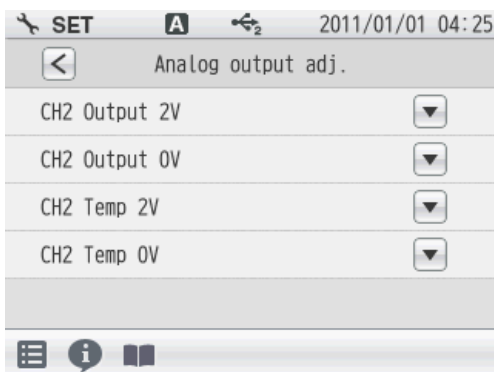 SET A 2 2011/01/01 04:25
Analog output adj.
CH2 Output 2V
CH2 Output 0V
CH2 Temp 2V
CH2 Temp 0V